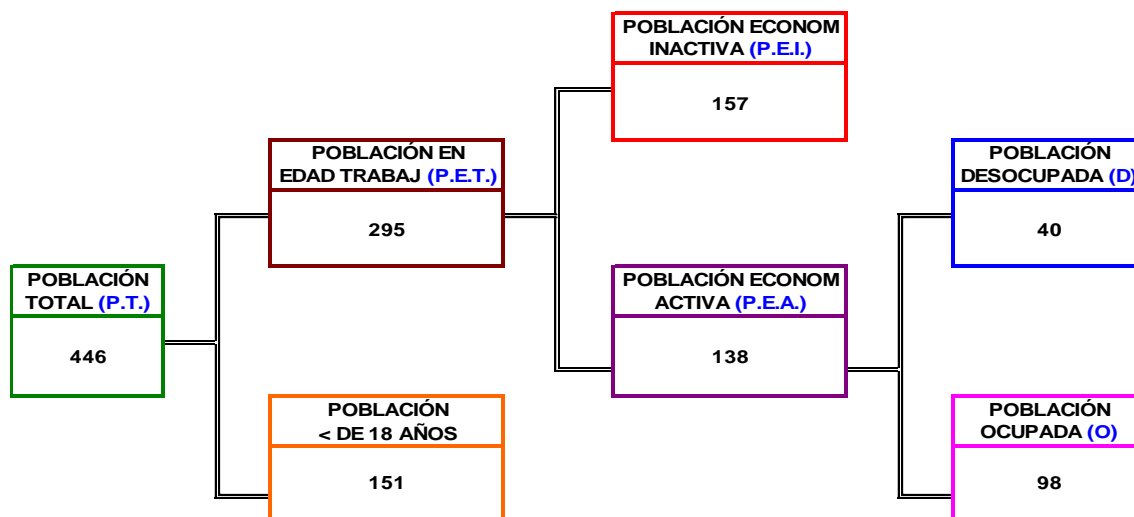 POBLACIÓN ECONOM
INACTIVA (P.E.I.)
157
POBLACIÓN EN
EDAD TRABAJ (P.E.T.)
295
POBLACIÓN
DESOCUPADA (D)
40
POBLACIÓN
TOTAL (P.T.)
446
POBLACIÓN ECONOM
ACTIVA (P.E.A.)
138
POBLACIÓN
< DE 18 AÑOS
151
POBLACIÓN
OCUPADA (O)
98